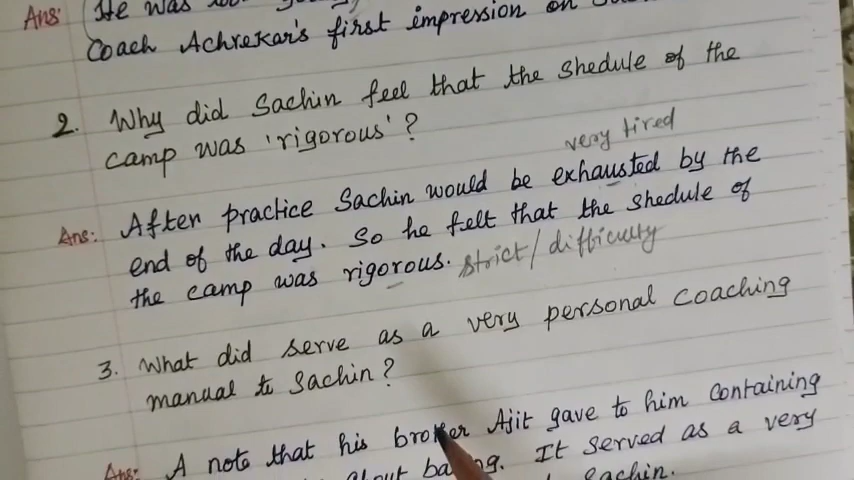 Ans: He was
Coach Achrekar's first impression on
2. Why did Sachin feel that the shedule of the
camp was 'rigorous'?
very tired
Ans: After practice Sachin would be exhausted by the
end of the day. So he felt that the shedule of
the camp was rigorous. strict/difficulty
3. What did serve as a very personal coaching
manual to Sachin?
Ans: A note that his brother Ajit gave to him containing
about It served as a very
Sachin.